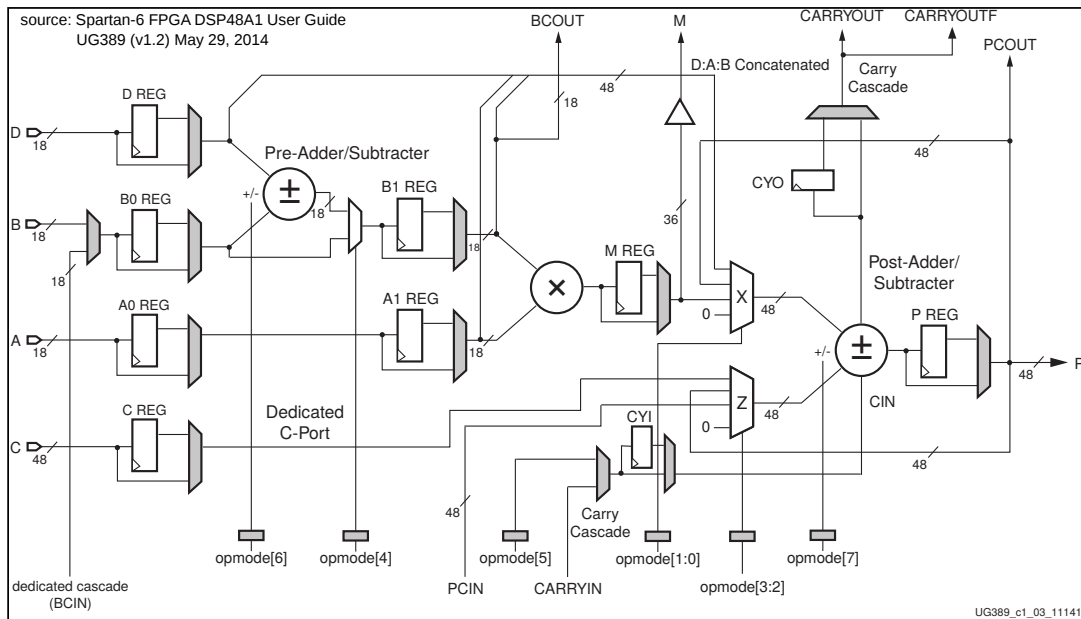 source: Spartan-6 FPGA DSP48A1 User Guide
UG389 (v1.2) May 29, 2014
BCOUT
M
CARRYOUT
CARRYOUTF
PCOUT
D:A:B Concatenated
Carry
Cascade
48
18
D REG
D
18
48
Pre-Adder/Subtracter
CYO
+/-
±
18
B1 REG
B0 REG
B
18
18
18
36
M REG
×
Post-Adder/
Subtracter
X
48
0
A0 REG
A1 REG
A
18
18
P REG
+/-
±
48
P
CIN
Z
48
0
C REG
C
48
Dedicated
C-Port
CYI
48
48
Carry
Cascade
opmode[6]
opmode[4]
opmode[5]
opmode[1:0]
opmode[7]
PCIN
CARRYIN
opmode[3:2]
dedicated cascade
(BCIN)
UG389_c1_03_11141